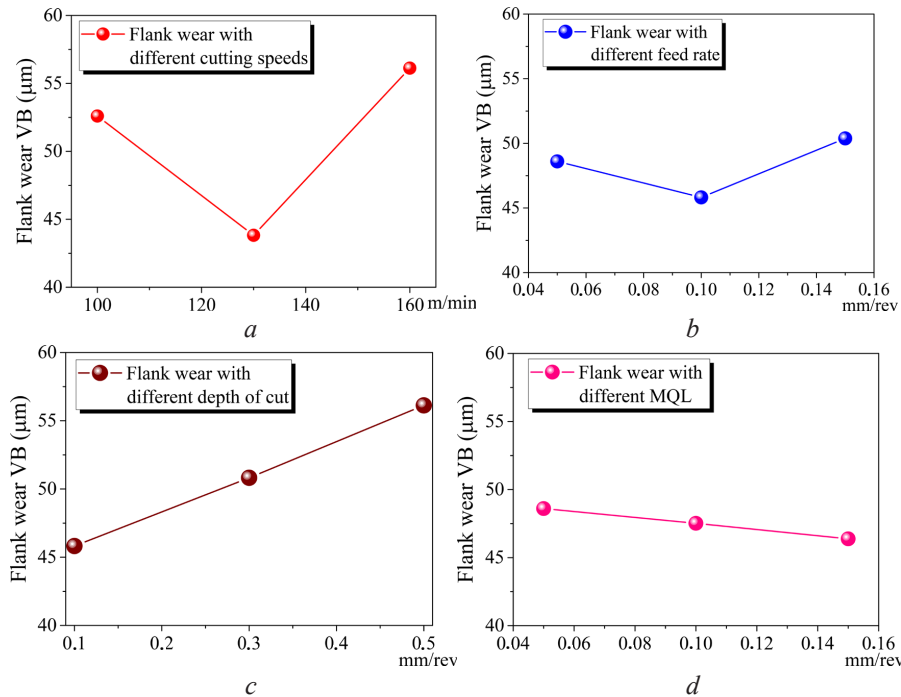 60
55
50
45
40
Flank wear VB (μm)
Flank wear with
different cutting speeds
100
120
140
160
m/min
a
60
55
50
45
40
Flank wear VB (μm)
Flank wear with
different feed rate
0.04
0.06
0.08
0.10
0.12
0.14
0.16
mm/rev
b
60
55
50
45
40
Flank wear VB (μm)
Flank wear with
different depth of cut
0.1
0.2
0.3
0.4
0.5
mm/rev
c
60
55
50
45
40
Flank wear VB (μm)
Flank wear with
different MQL
0.04
0.06
0.08
0.10
0.12
0.14
0.16
mm/rev
d